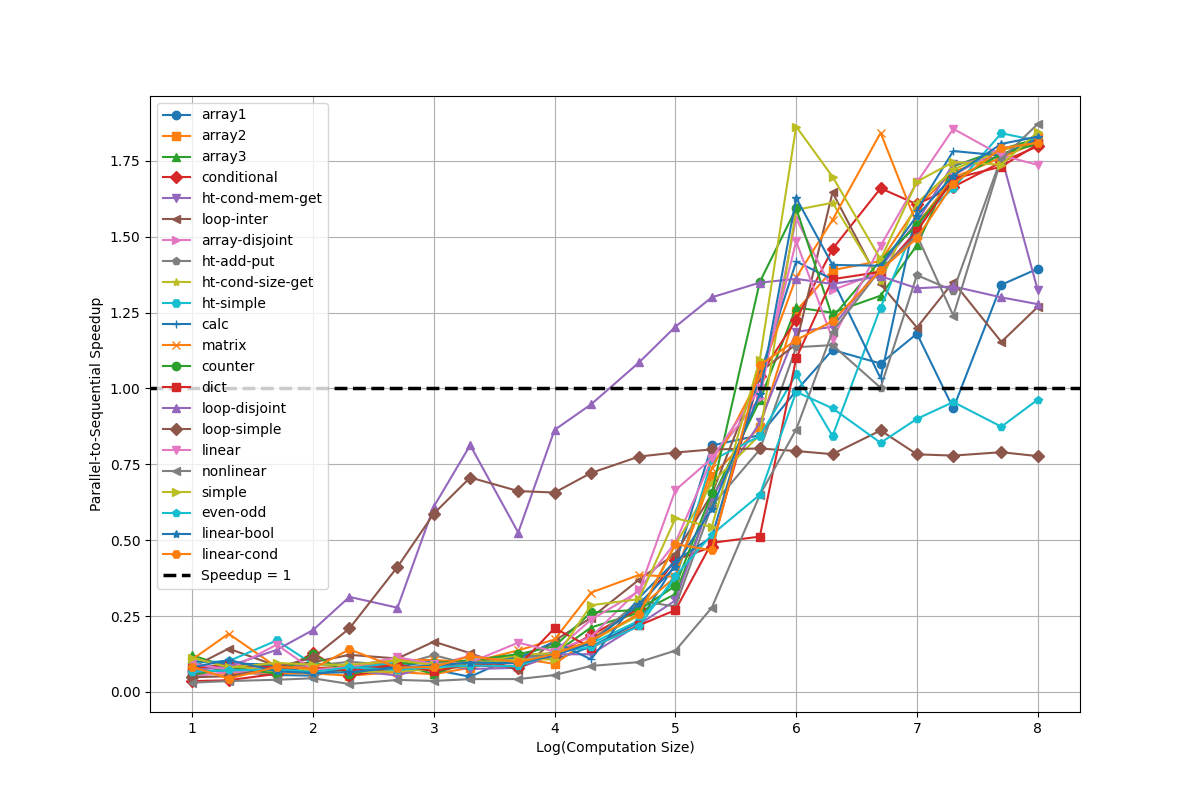 array1
array2
array3
conditional
ht-cond-mem-get
loop-inter
array-disjoint
ht-add-put
ht-cond-size-get
ht-simple
calc
matrix
counter
dict
loop-disjoint
loop-simple
linear
nonlinear
simple
even-odd
linear-bool
linear-cond
Speedup = 1
1.75
1.50
1.25
1.00
0.75
0.50
0.25
0.00
Parallel-to-Sequential Speedup
1 2 3 4 5 6 7 8
Log(Computation Size)